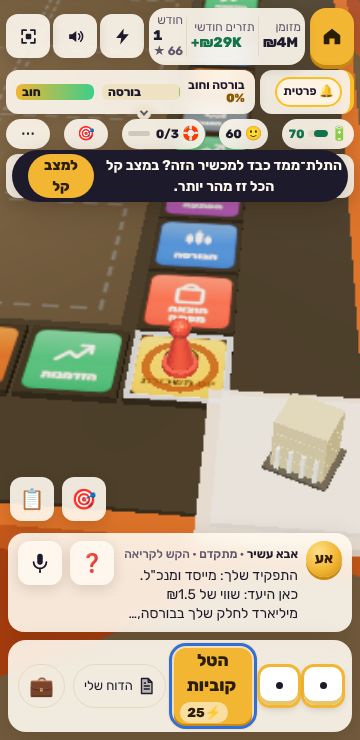 מזומן
₪4M
תזרים חודשי
+₪29K
חודש
1
★ 66
פרטית
בורסה וחוב
0%
בורסה
חוב
70
60
0/3
...
התלת־ממד כבד למכשיר הזה? במצב קל הכל זז מהר יותר.
למצב קל
הבורסה
הוצאה
הזדמנות
אע
אבא עשיר • מתקדם • הקש לקריאה
התפקיד שלך: מייסד ומנכ"ל.
כאן היעד: שווי של ₪1.5
מיליארד לחלק שלך בבורסה,...
הטל קוביות
25⚡
הדוח שלי